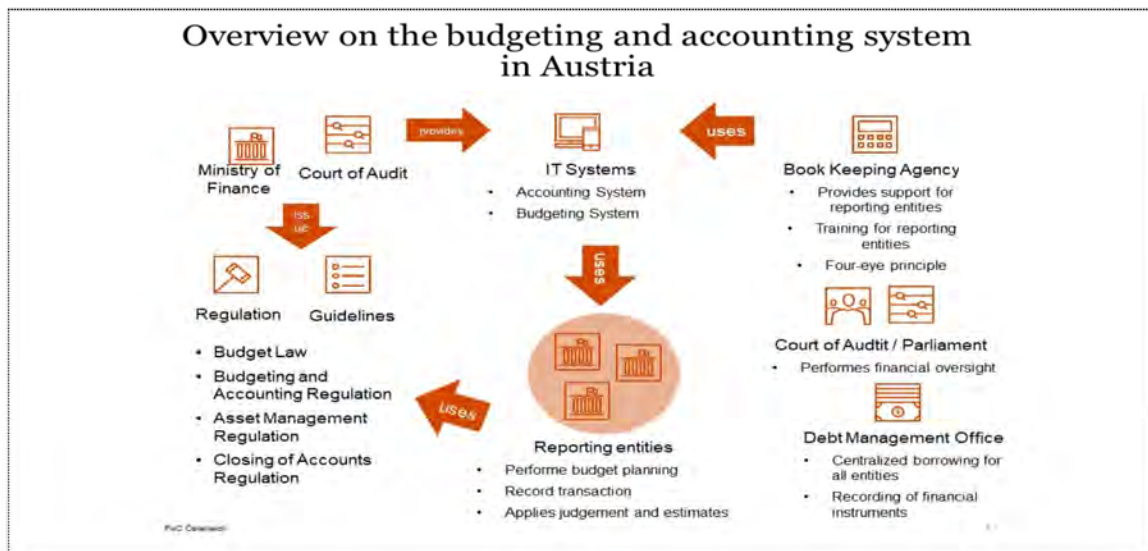 Overview on the budgeting and accounting system
in Austria
Ministry of
Finance
Court of Audit
provides
IT Systems
• Accounting System
• Budgeting System
uses
Book Keeping Agency
• Provides support for
reporting entities
• Training for reporting
entities
• Four-eye principle
iss
ue
Regulation
Guidelines
• Budget Law
• Budgeting and
Accounting Regulation
• Asset Management
Regulation
• Closing of Accounts
Regulation
uses
uses
Reporting entities
• Performe budget planning
• Record transaction
• Applies judgement and estimates
Court of Audtit / Parliament
• Performes financial oversight
Debt Management Office
• Centralized borrowing for
all entities
• Recording of financial
instruments
PwC